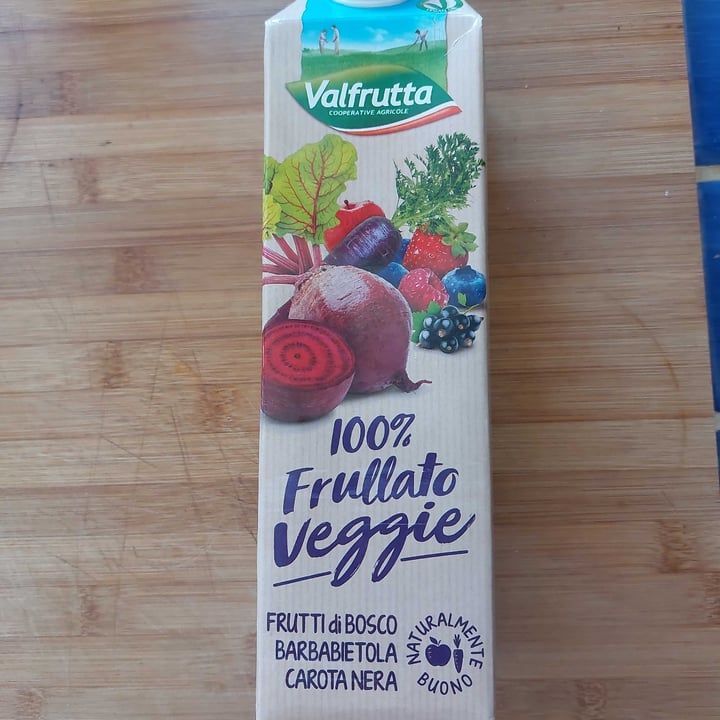 Valfrutta
COOPERATIVE AGRICOLE
100%
Frullato
Veggie
FRUTTI di BOSCO
BARBABIETOLA
CAROTA NERA
NATURALMENTE
BUONO